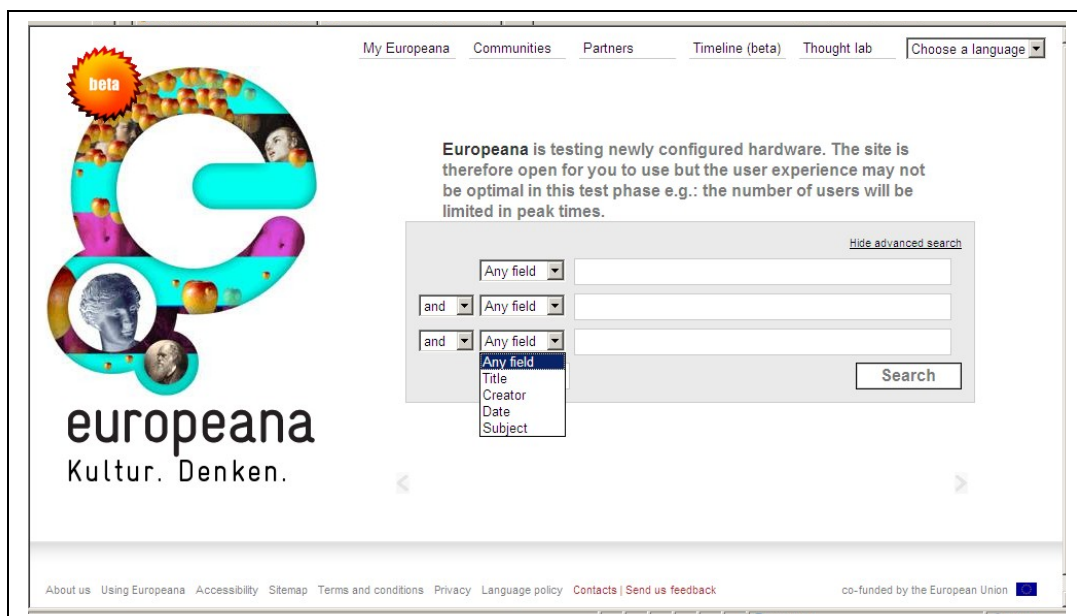 My Europeana Communities Partners Timeline (beta) Thought lab Choose a language
beta
Europeana is testing newly configured hardware. The site is
therefore open for you to use but the user experience may not
be optimal in this test phase e.g.: the number of users will be
limited in peak times.
Hide advanced search
Any field
and Any field
and Any field
Any field
Title
Creator
Date
Subject
Search
europeana
Kultur. Denken.
About us Using Europeana Accessibility Sitemap Terms and conditions Privacy Language policy Contacts | Send us feedback co-funded by the European Union